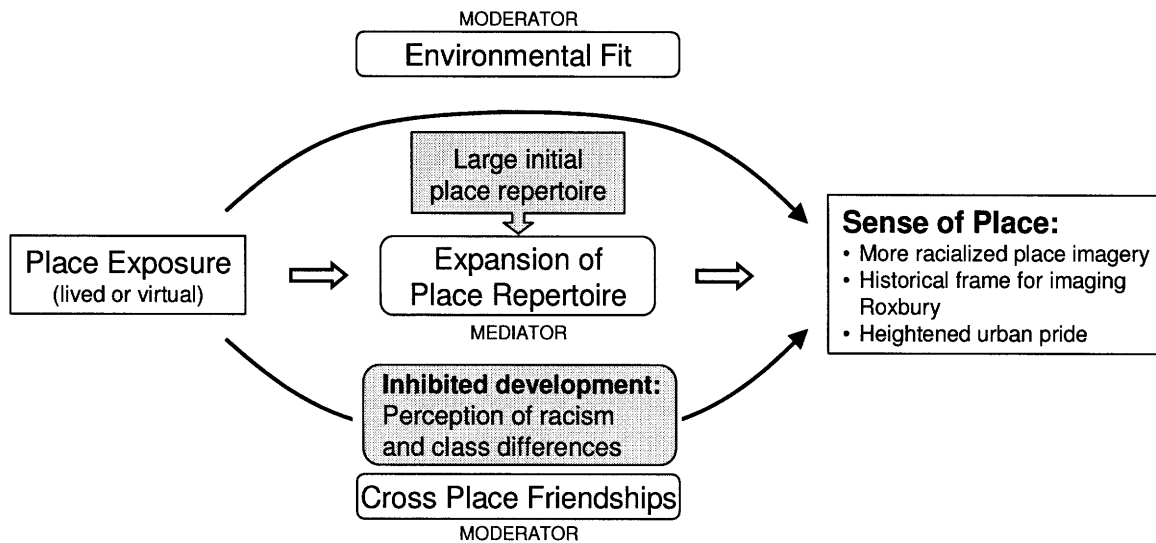 MODERATOR
Environmental Fit
Large initial
place repertoire
Place Exposure
(lived or virtual)
Expansion of
Place Repertoire
MEDIATOR
Sense of Place:
• More racialized place imagery
• Historical frame for imaging
Roxbury
• Heightened urban pride
Inhibited development:
Perception of racism
and class differences
Cross Place Friendships
MODERATOR